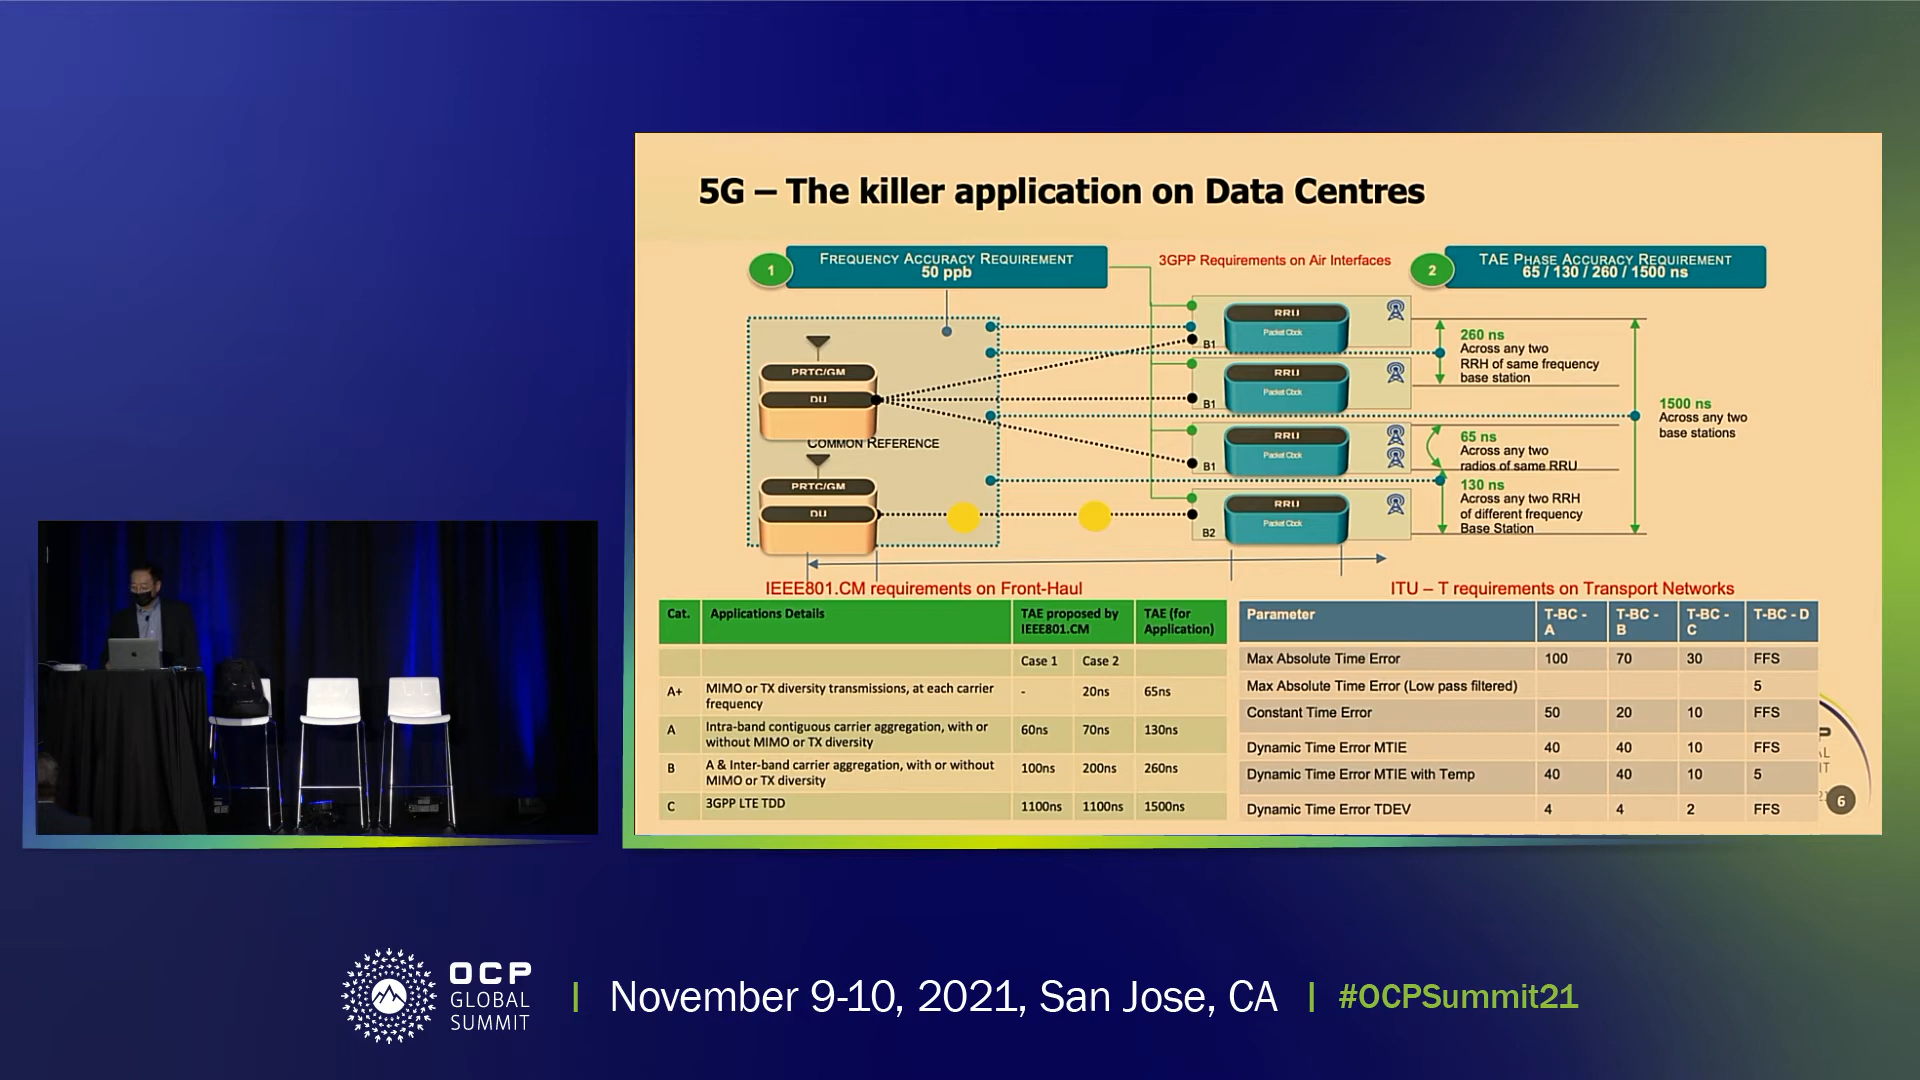 5G – The killer application on Data Centres
1
FREQUENCY ACCURACY REQUIREMENT
50 ppb
3GPP Requirements on Air Interfaces
2
TAE PHASE ACCURACY REQUIREMENT
65 / 130 / 260 / 1500 ns
PRTC/GM
DU
COMMON REFERENCE
PRTC/GM
DU
RRU
Packet Clock
B1
RRU
Packet Clock
B1
RRU
Packet Clock
B1
RRU
Packet Clock
B2
260 ns
Across any two
RRH of same frequency
base station
65 ns
Across any two
radios of same RRU
130 ns
Across any two RRH
of different frequency
Base Station
1500 ns
Across any two
base stations
IEEE801.CM requirements on Front-Haul
Cat. Applications Details TAE proposed by IEEE801.CM TAE (for Application)
Case 1 Case 2
A+ MIMO or TX diversity transmissions, at each carrier frequency - 20ns 65ns
A Intra-band contiguous carrier aggregation, with or without MIMO or TX diversity 60ns 70ns 130ns
B A & Inter-band carrier aggregation, with or without MIMO or TX diversity 100ns 200ns 260ns
C 3GPP LTE TDD 1100ns 1100ns 1500ns
ITU – T requirements on Transport Networks
Parameter T-BC - A T-BC - B T-BC - C T-BC - D
Max Absolute Time Error 100 70 30 FFS
Max Absolute Time Error (Low pass filtered) 5
Constant Time Error 50 20 10 FFS
Dynamic Time Error MTIE 40 40 10 FFS
Dynamic Time Error MTIE with Temp 40 40 10 5
Dynamic Time Error TDEV 4 4 2 FFS
6
OCP
GLOBAL
SUMMIT
November 9-10, 2021, San Jose, CA
#OCPSummit21